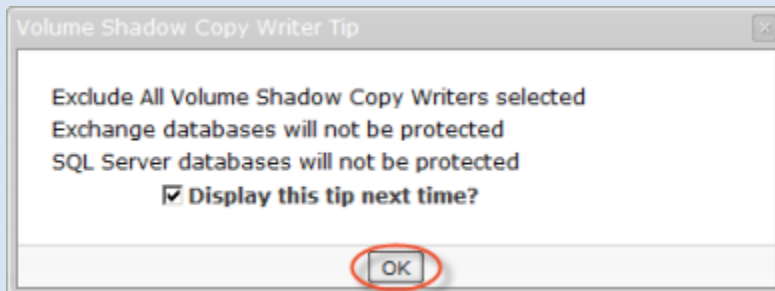 Volume Shadow Copy Writer Tip
Exclude All Volume Shadow Copy Writers selected
Exchange databases will not be protected
SQL Server databases will not be protected
Display this tip next time?
OK